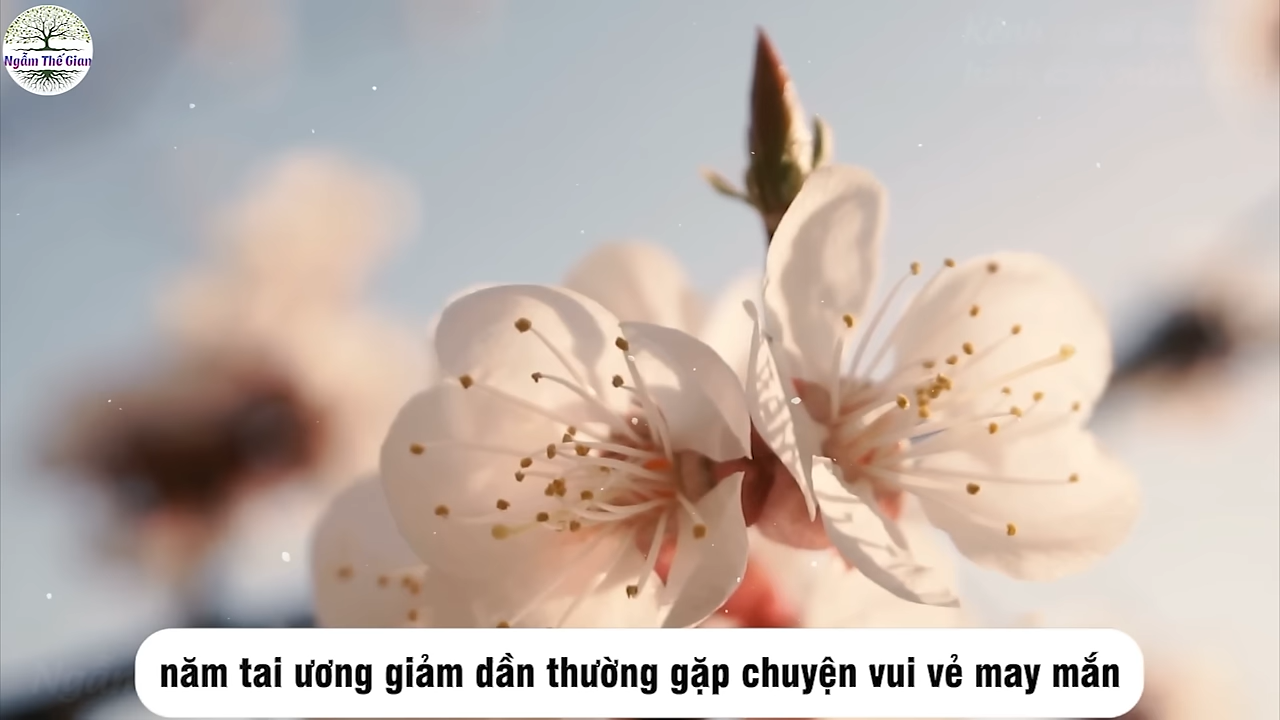 Ngẫm Thế Gian
năm tai ương giảm dần thường gặp chuyện vui vẻ may mắn